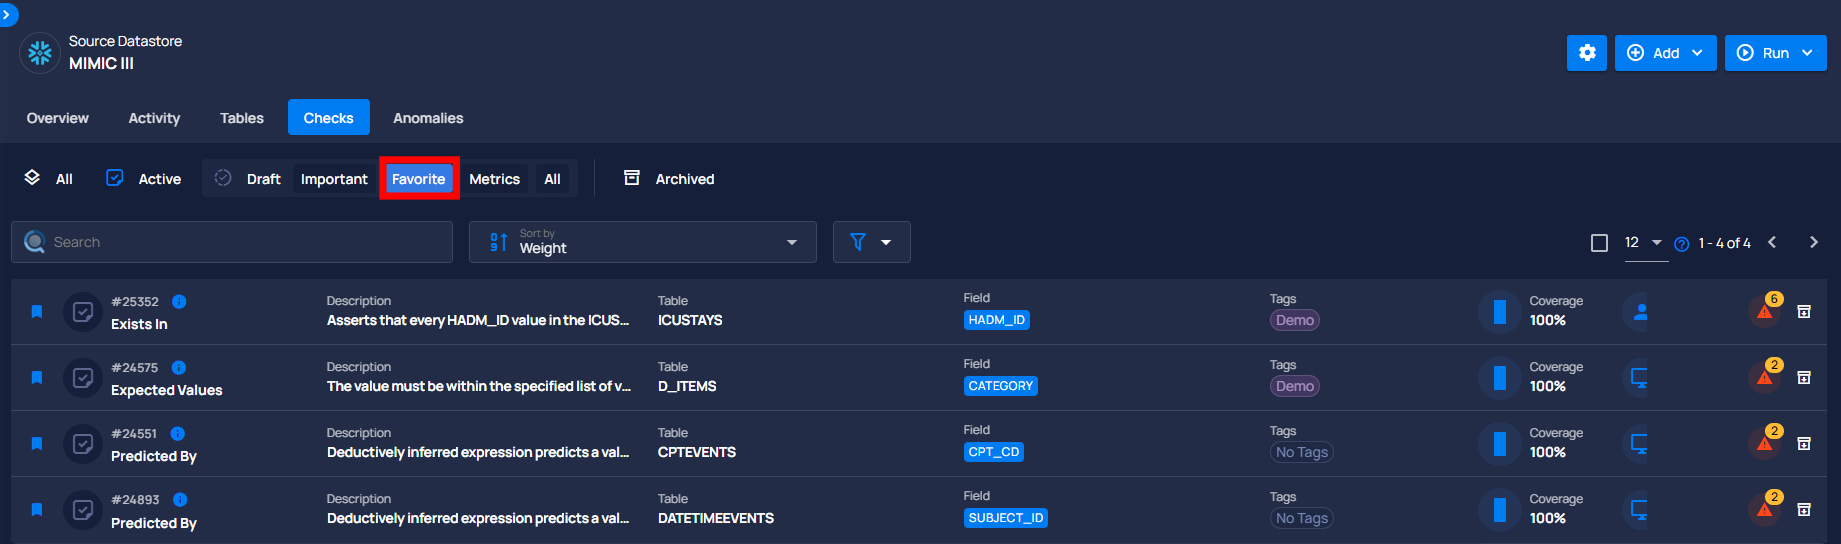 Source Datastore
MIMIC III
Add
Run
Overview
Activity
Tables
Checks
Anomalies
All
Active
Draft
Important
Favorite
Metrics
All
Archived
Search
Sort by
Weight
12
1 - 4 of 4
#25352
Exists In
Description
Asserts that every HADM_ID value in the ICUS...
Table
ICUSTAYS
Field
HADM_ID
Tags
Demo
Coverage
100%
6
#24575
Expected Values
Description
The value must be within the specified list of v...
Table
D_ITEMS
Field
CATEGORY
Tags
Demo
Coverage
100%
2
#24551
Predicted By
Description
Deductively inferred expression predicts a val...
Table
CPTEVENTS
Field
CPT_CD
Tags
No Tags
Coverage
100%
2
#24893
Predicted By
Description
Deductively inferred expression predicts a val...
Table
DATETIMEEVENTS
Field
SUBJECT_ID
Tags
No Tags
Coverage
100%
2